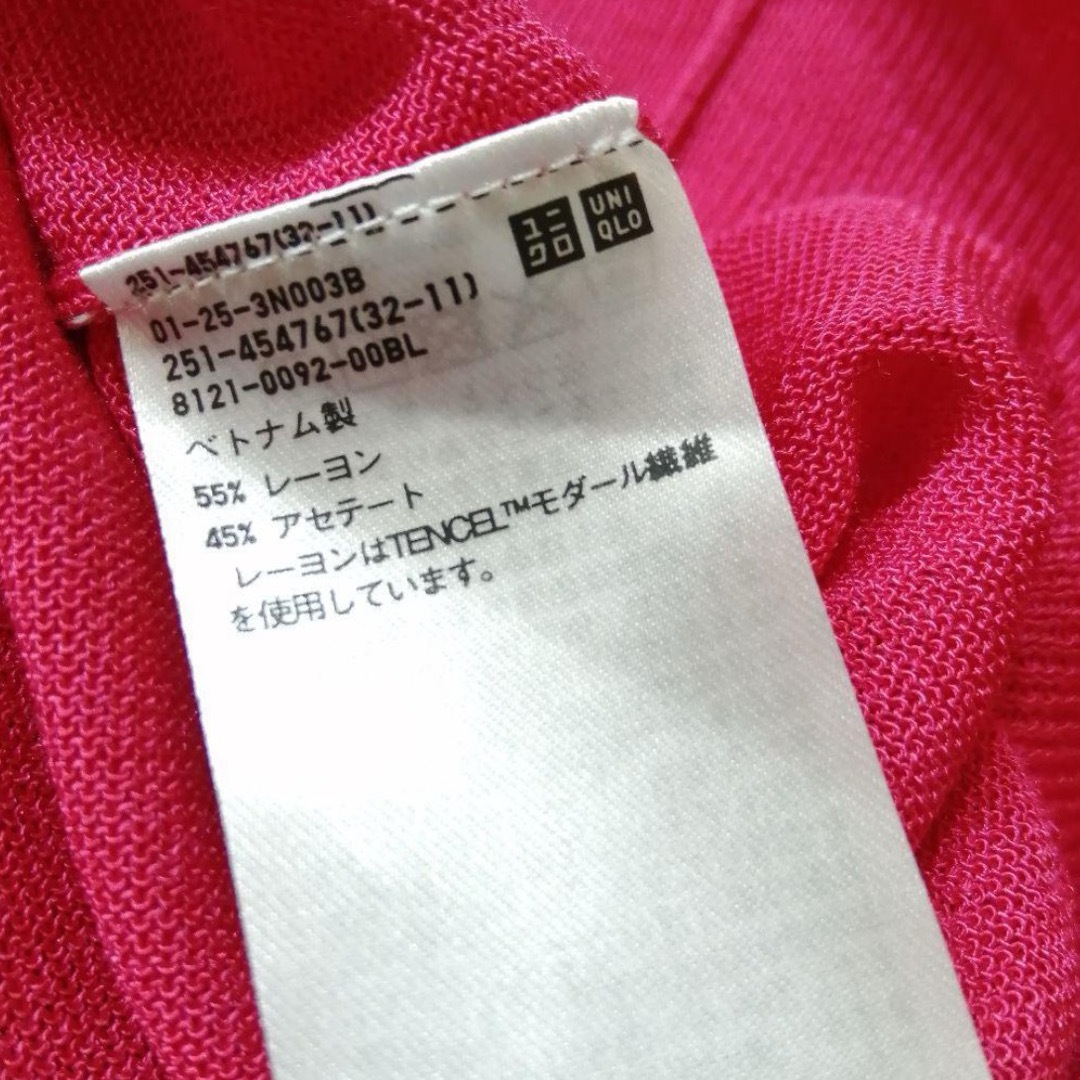 251-454767(32-11)
ユニクロ UNIQLO
01-25-3N003B
251-454767(32-11)
8121-0092-00BL
ベトナム製
55% レーヨン
45% アセテート
レーヨンはTENCEL™モダール繊維
を使用しています。